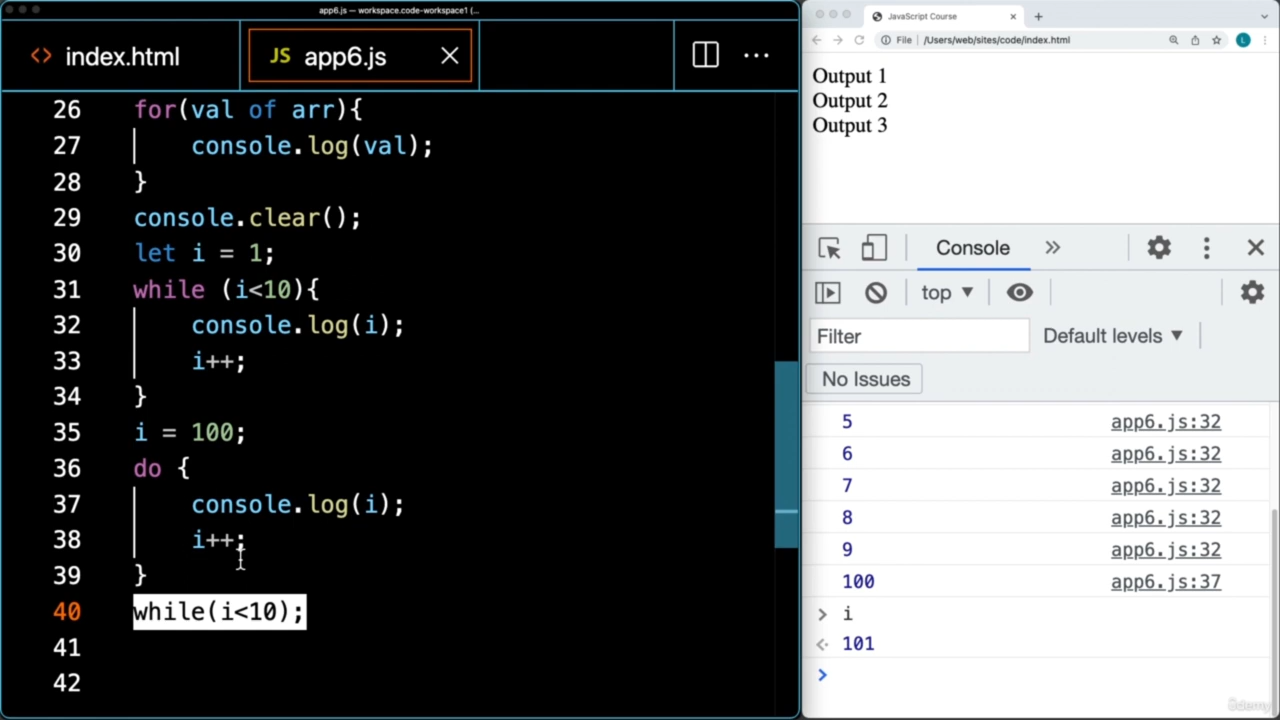 app6.js — workspace.code-workspace1 (...
<> index.html
JS app6.js
26 for(val of arr){
27 console.log(val);
28 }
29 console.clear();
30 let i = 1;
31 while (i<10){
32 console.log(i);
33 i++;
34 }
35 i = 100;
36 do {
37 console.log(i);
38 i++;
39 }
40 while(i<10);
41
42
JavaScript Course
File /Users/web/sites/code/index.html
L
Output 1
Output 2
Output 3
Console
top
Filter
Default levels
No Issues
5 app6.js:32
6 app6.js:32
7 app6.js:32
8 app6.js:32
9 app6.js:32
100 app6.js:37
> i
101
>
ûdemy